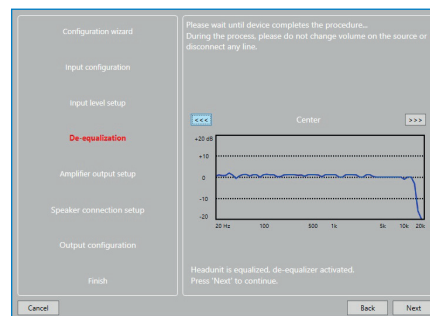 Configuration wizard
Input configuration
Input level setup
De-equalization
Amplifier output setup
Speaker connection setup
Output configuration
Finish
Please wait until device completes the procedure...
During the process, please do not change volume on the source or
disconnect any line.
<<< Center >>>
+20 dB
+10
0
-10
-20
20 Hz 100 500 1k 5k 10k 20k
Headunit is equalized, de-equalizer activated.
Press 'Next' to continue.
Cancel Back Next